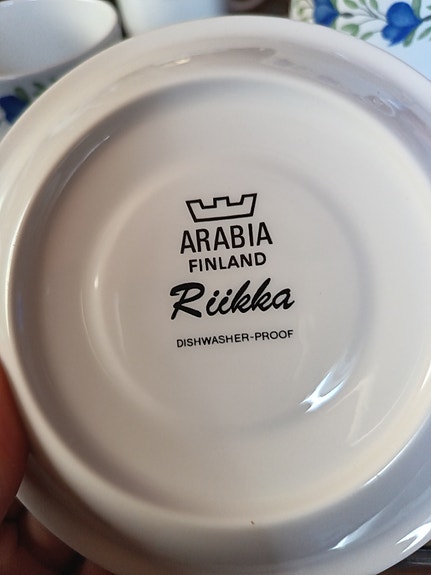 ARABIA
FINLAND
Riikka
DISHWASHER-PROOF